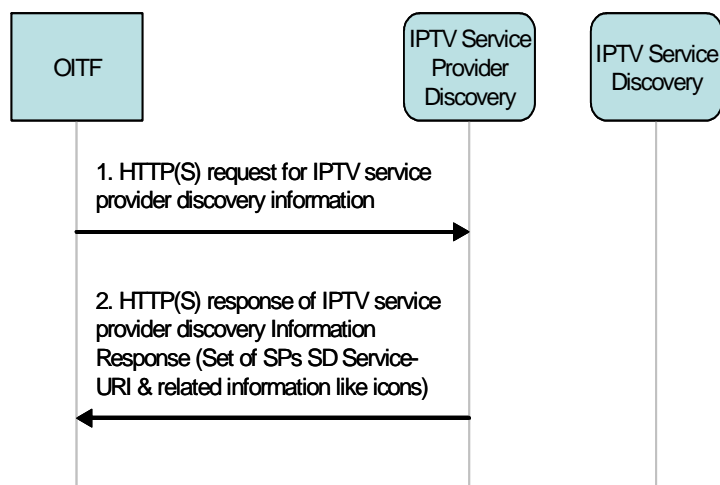 OITF
IPTV Service
Provider
Discovery
IPTV Service
Discovery
1. HTTP(S) request for IPTV service
provider discovery information
2. HTTP(S) response of IPTV service
provider discovery Information
Response (Set of SPs SD Service-
URI & related information like icons)